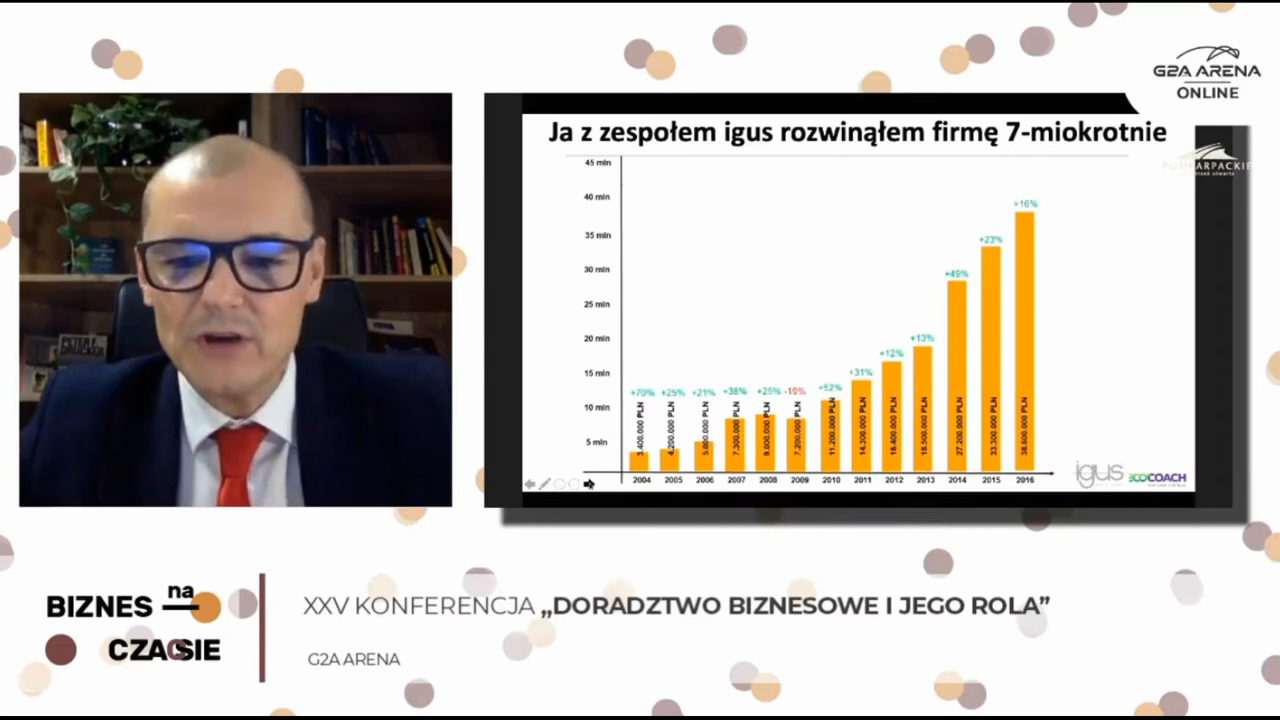 G2A ARENA
ONLINE
Ja z zespołem igus rozwinąłem firmę 7-miokrotnie
45 mln
40 mln
35 mln
30 mln
25 mln
20 mln
15 mln
10 mln
5 mln
+70%
+25%
+21%
+38%
+25%
-19%
+52%
+31%
+12%
+13%
+49%
+23%
+16%
3.400.000 PLN
4.200.000 PLN
7.300.000 PLN
9.000.000 PLN
7.200.000 PLN
11.200.000 PLN
14.300.000 PLN
16.400.000 PLN
18.500.000 PLN
27.200.000 PLN
33.300.000 PLN
38.600.000 PLN
2004 2005 2006 2007 2008 2009 2010 2011 2012 2013 2014 2015 2016
igus
ECOCOACH
PETER F.
DRUCKER
BIZNES na
CZASIE
XXV KONFERENCJA „DORADZTWO BIZNESOWE I JEGO ROLA”
G2A ARENA